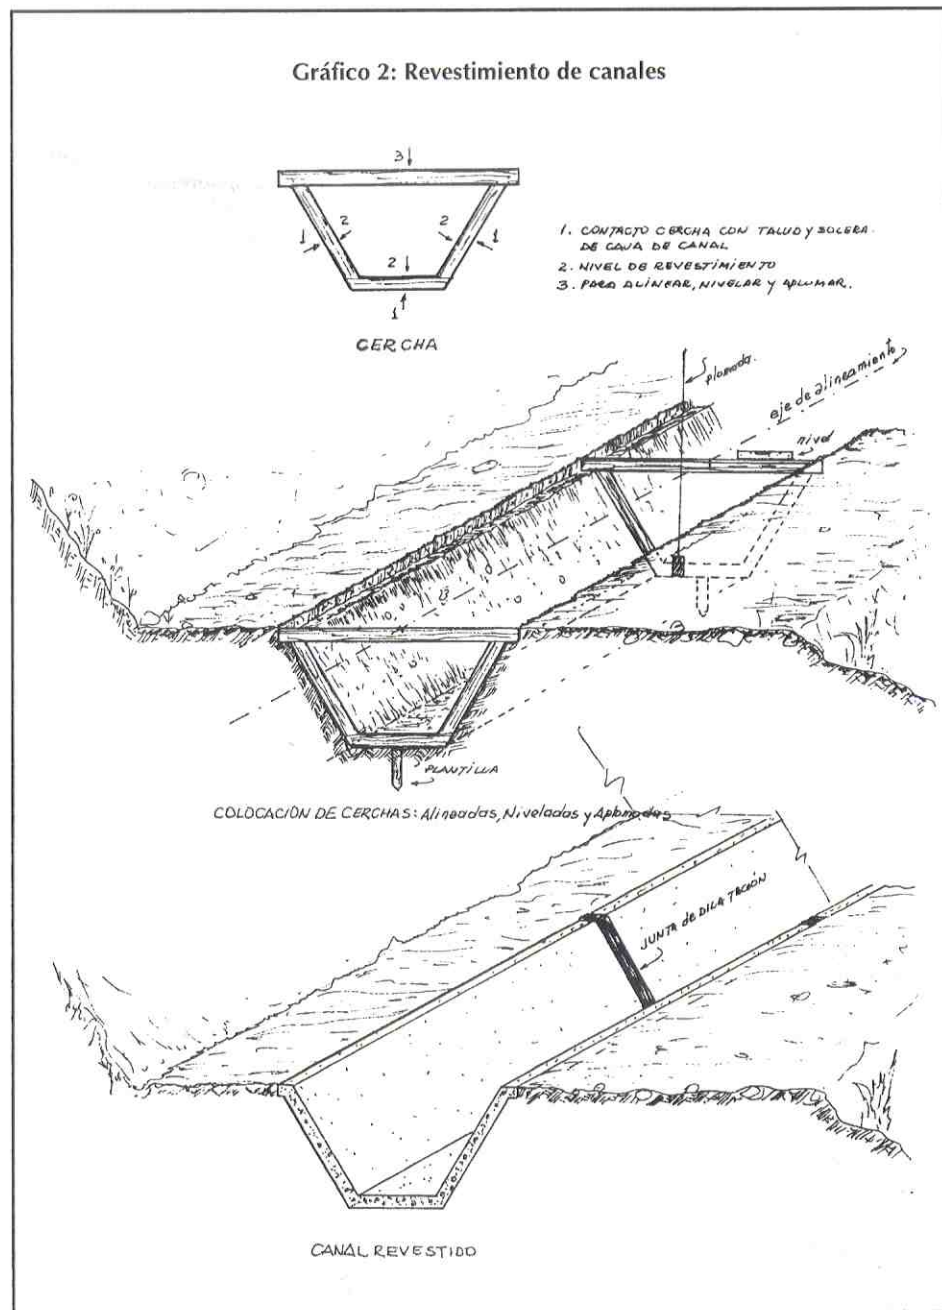 Gráfico 2: Revestimiento de canales
3
2
2
1
1
2
1
1. CONTACTO CERCHA CON TALUD y SOLERA
DE CAJA DE CANAL
2. NIVEL DE REVESTIMIENTO
3. PARA ALINEAR, NIVELAR y APLUMAR.
CERCHA
plomada.
eje de alineamiento
nivel
PLANTILLA
COLOCACIÓN DE CERCHAS: Alineadas, Niveladas y Aplomadas
JUNTA de DILATACIÓN
CANAL REVESTIDO